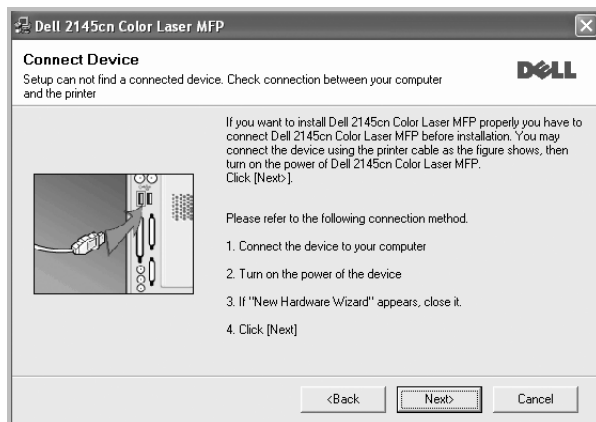 Dell 2145cn Color Laser MFP
Connect Device
Setup can not find a connected device. Check connection between your computer
and the printer
DELL
If you want to install Dell 2145cn Color Laser MFP properly you have to
connect Dell 2145cn Color Laser MFP before installation. You may
connect the device using the printer cable as the figure shows, then
turn on the power of Dell 2145cn Color Laser MFP.
Click [Next>].
Please refer to the following connection method.
1. Connect the device to your computer
2. Turn on the power of the device
3. If "New Hardware Wizard" appears, close it.
4. Click [Next]
<Back
Next>
Cancel